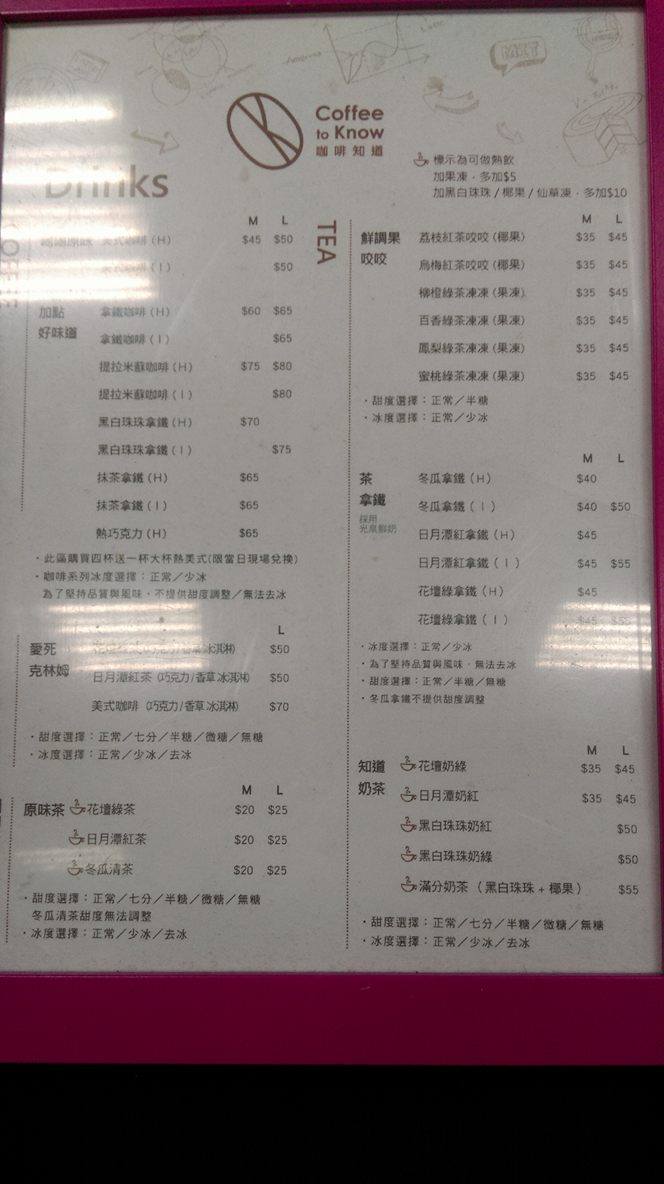 Coffee
to Know
咖啡知道
MRT
Drinks
標示為可做熱飲
加果凍．多加$5
加黑白珠珠/椰果/仙草凍．多加$10
M L
美式咖啡(H) $45 $50
(I) $50
加點
好味道
拿鐵咖啡(H) $60 $65
拿鐵咖啡(I) $65
提拉米蘇咖啡(H) $75 $80
提拉米蘇咖啡(I) $80
黑白珠珠拿鐵(H) $70
黑白珠珠拿鐵(I) $75
抹茶拿鐵(H) $65
抹茶拿鐵(I) $65
熱巧克力(H) $65
．此區購買四杯送一杯大杯熱美式(限當日現場兌換)
．咖啡系列冰度選擇：正常／少冰
為了堅持品質與風味．不提供甜度調整／無法去冰
L
愛死
克林姆
冰淇淋) $50
日月潭紅茶 (巧克力/香草冰淇淋) $50
美式咖啡 (巧克力/香草冰淇淋) $70
．甜度選擇：正常／七分／半糖／微糖／無糖
．冰度選擇：正常／少冰／去冰
M L
原味茶
花壇綠茶 $20 $25
日月潭紅茶 $20 $25
冬瓜清茶 $20 $25
．甜度選擇：正常／七分／半糖／微糖／無糖
冬瓜清茶甜度無法調整
．冰度選擇：正常／少冰／去冰
TEA
M L
鮮調果
咬咬
荔枝紅茶咬咬(椰果) $35 $45
烏梅紅茶咬咬(椰果) $35 $45
柳橙綠茶凍凍(果凍) $35 $45
百香綠茶凍凍(果凍) $35 $45
鳳梨綠茶凍凍(果凍) $35 $45
蜜桃綠茶凍凍(果凍) $35 $45
．甜度選擇：正常／半糖
．冰度選擇：正常／少冰
M L
茶
拿鐵
採用
光泉鮮奶
冬瓜拿鐵(H) $40
冬瓜拿鐵(I) $40 $50
日月潭紅拿鐵(H) $45
日月潭紅拿鐵(I) $45 $55
花壇綠拿鐵(H) $45
花壇綠拿鐵(I) $45 $55
．冰度選擇：正常／少冰
．為了堅持品質與風味．無法去冰
．甜度選擇：正常／半糖／無糖
．冬瓜拿鐵不提供甜度調整
M L
知道
奶茶
花壇奶綠 $35 $45
日月潭奶紅 $35 $45
黑白珠珠奶紅 $50
黑白珠珠奶綠 $50
滿分奶茶（黑白珠珠+椰果） $55
．甜度選擇：正常／七分／半糖／微糖／無糖
．冰度選擇：正常／少冰／去冰